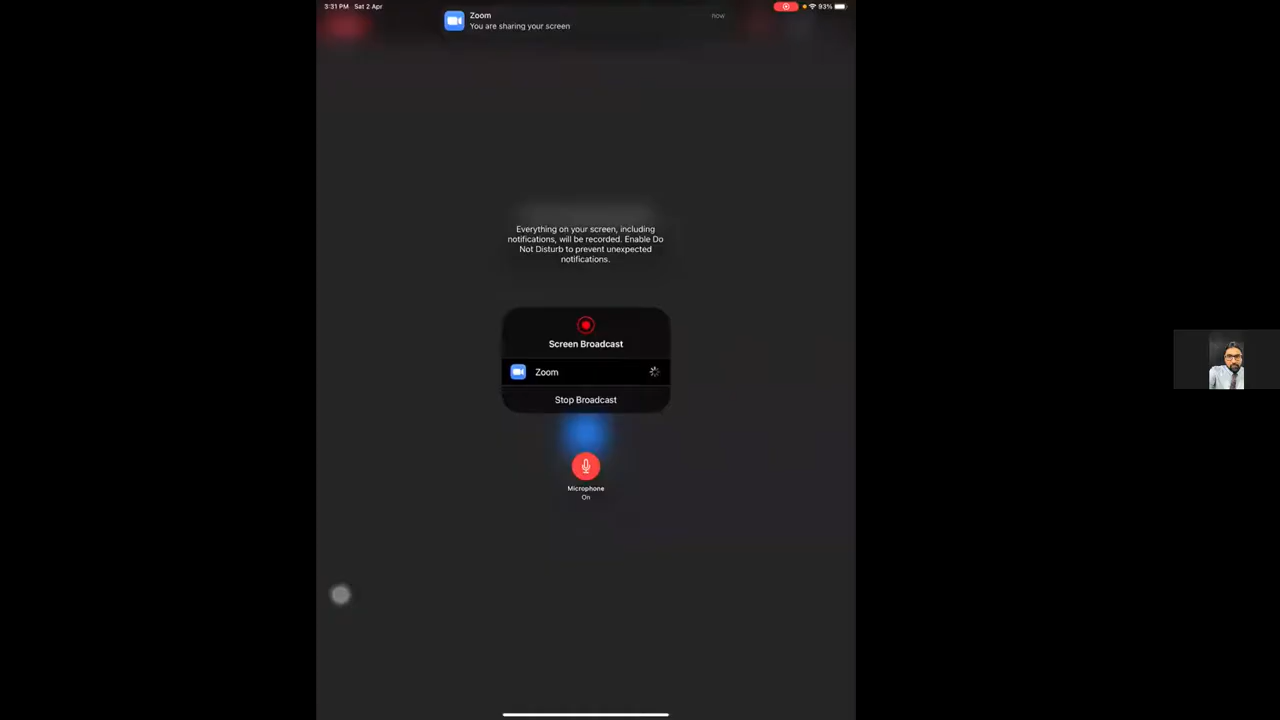 3:31 PM Sat 2 Apr
93%
Zoom
now
You are sharing your screen
Everything on your screen, including
notifications, will be recorded. Enable Do
Not Disturb to prevent unexpected
notifications.
Screen Broadcast
Zoom
Stop Broadcast
Microphone
On